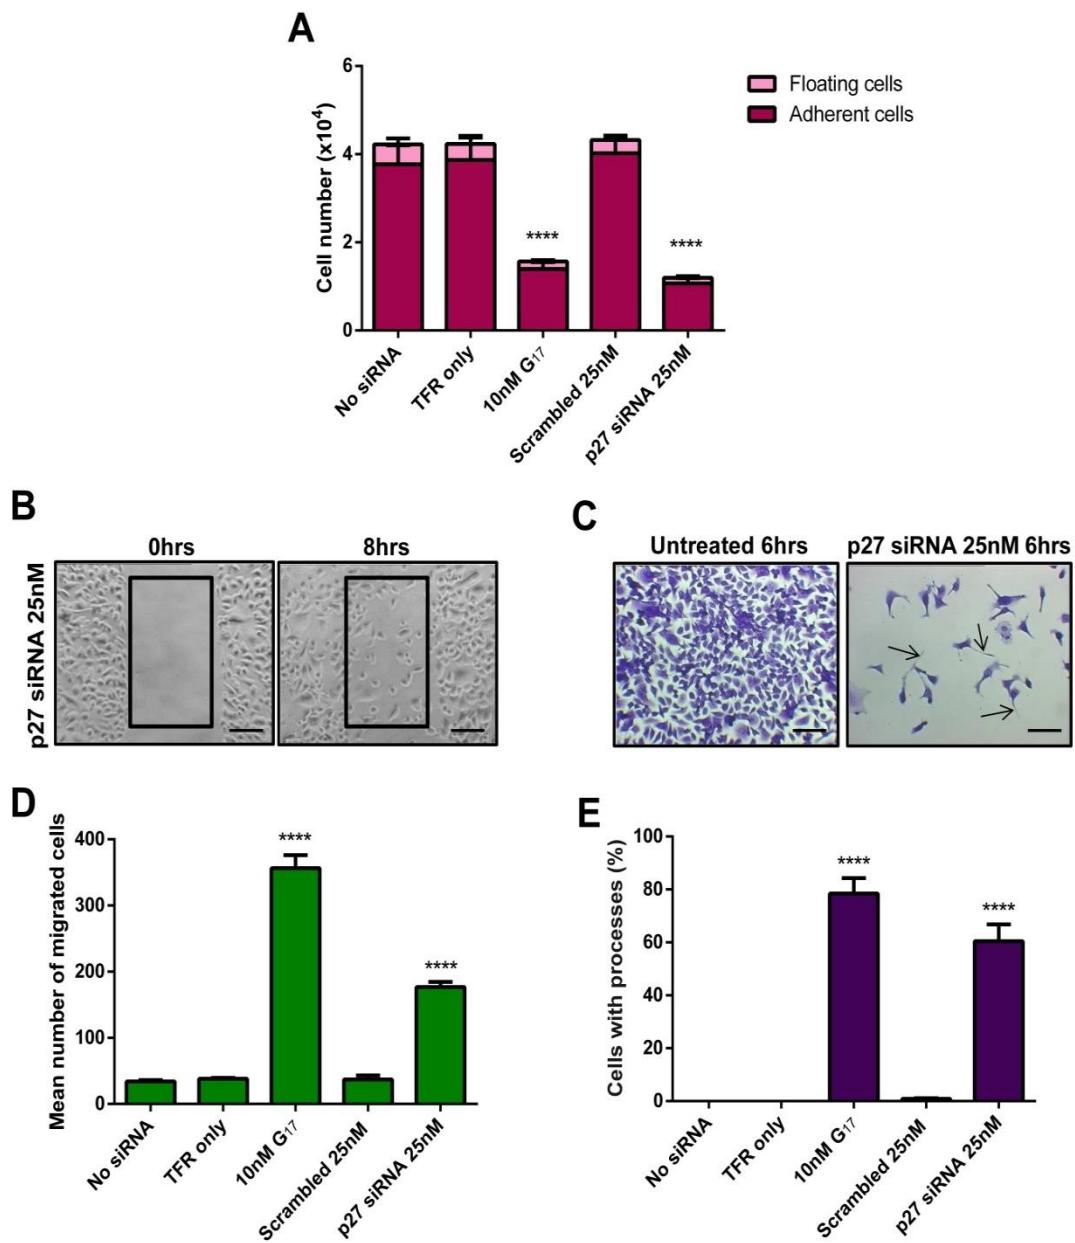 A
Cell number (x10⁴)
6
4
2
0
Floating cells
Adherent cells
****
****
No siRNA
TFR only
10nM G₁₇
Scrambled 25nM
p27 siRNA 25nM
B
0hrs
8hrs
p27 siRNA 25nM
C
Untreated 6hrs
p27 siRNA 25nM 6hrs
D
Mean number of migrated cells
400
300
200
100
0
****
****
No siRNA
TFR only
10nM G₁₇
Scrambled 25nM
p27 siRNA 25nM
E
Cells with processes (%)
100
80
60
40
20
0
****
****
No siRNA
TFR only
10nM G₁₇
Scrambled 25nM
p27 siRNA 25nM